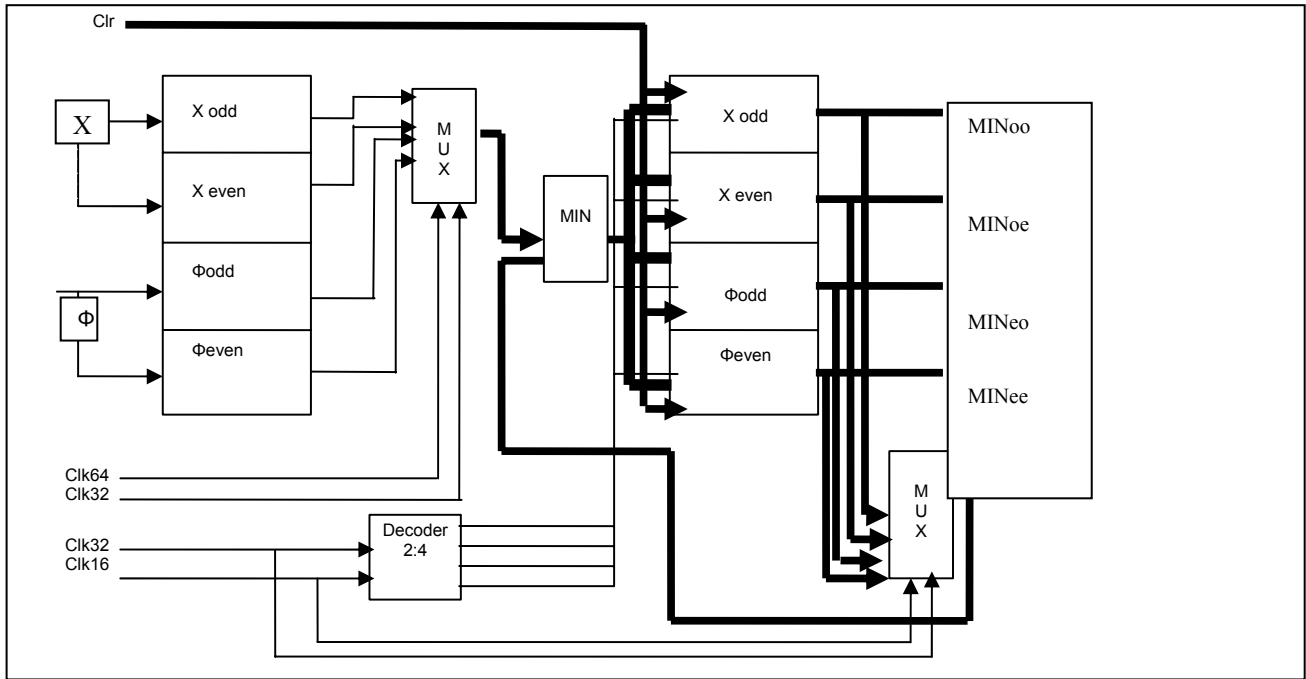 Clr
X
X odd
X even
Φodd
Φ
Φeven
M
U
X
MIN
X odd
X even
Φodd
Φeven
MINoo
MINoe
MINeo
MINee
Clk64
Clk32
Clk32
Clk16
Decoder
2:4
M
U
X